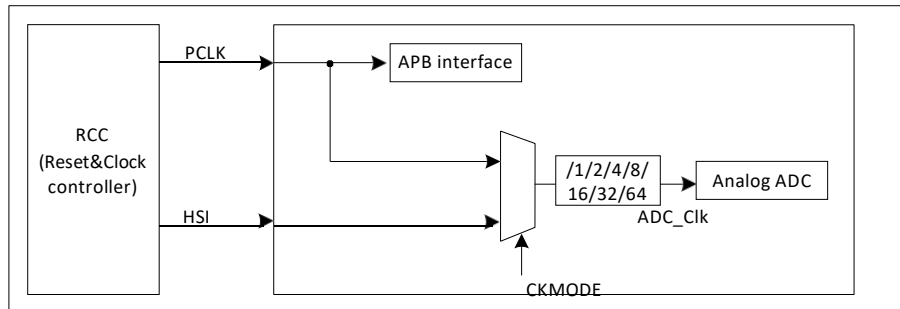 PCLK
APB interface
RCC
(Reset&Clock
controller)
/1/2/4/8/
16/32/64
Analog ADC
HSI
ADC_Clk
CKMODE